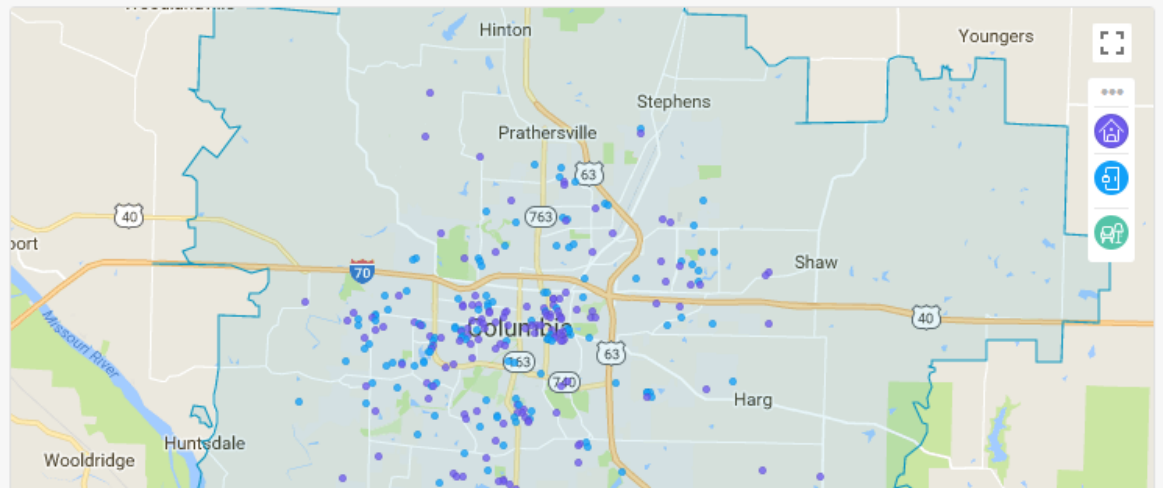 Hinton
Youngers
Stephens
Prathersville
63
40
763
port
70
Shaw
40
Missouri River
Columbia
163
63
740
Harg
Huntsdale
Wooldridge